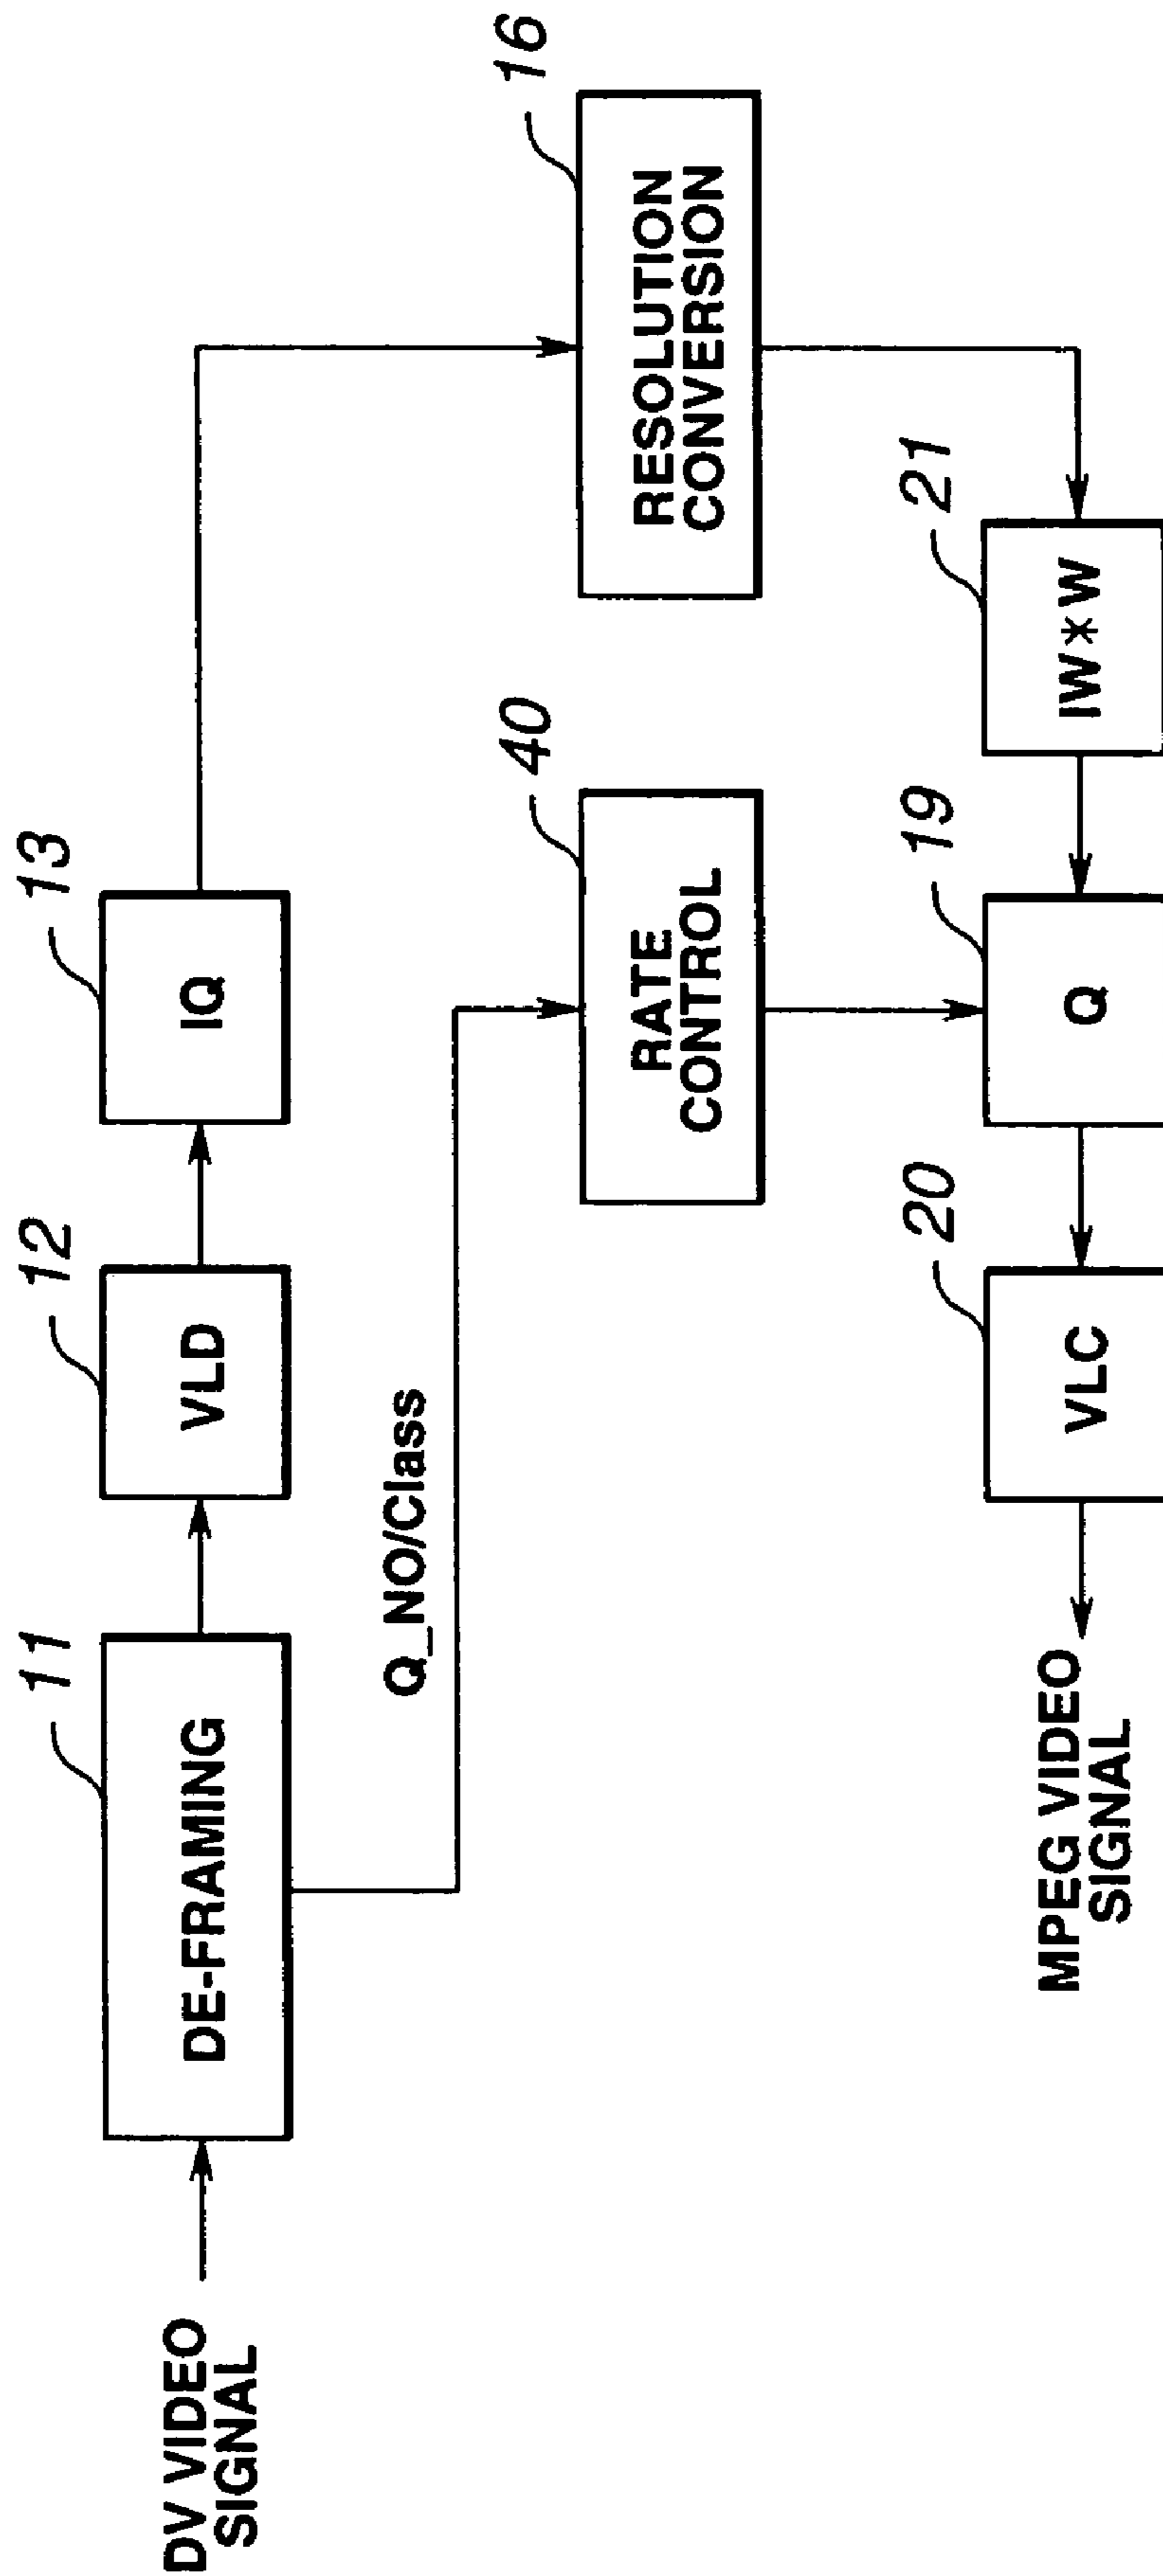 11
12
13
DV VIDEO
SIGNAL
DE-FRAMING
VLD
IQ
Q_NO/Class
40
16
RATE
CONTROL
RESOLUTION
CONVERSION
20
19
21
MPEG VIDEO
SIGNAL
VLC
Q
IW*W